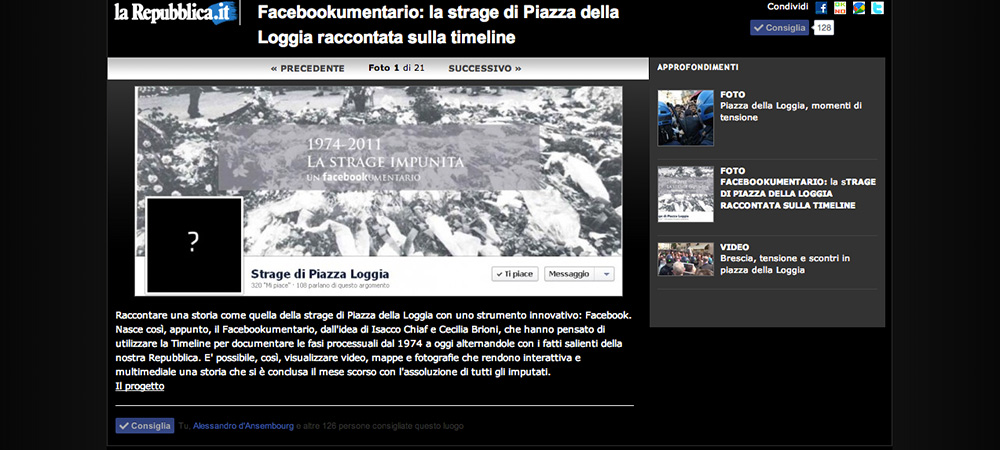 la Repubblica.it
Facebookumentario: la strage di Piazza della
Loggia raccontata sulla timeline
Condividi
Consiglia 128
« PRECEDENTE Foto 1 di 21 SUCCESSIVO »
1974-2011
LA STRAGE IMPUNITA
UN facebookUMENTARIO
?
Strage di Piazza Loggia
320 "Mi piace" · 108 parlano di questo argomento
Ti piace Messaggio
Raccontare una storia come quella della strage di Piazza della Loggia con uno strumento innovativo: Facebook.
Nasce così, appunto, il Facebookumentario, dall'idea di Isacco Chiaf e Cecilia Brioni, che hanno pensato di
utilizzare la Timeline per documentare le fasi processuali dal 1974 a oggi alternandole con i fatti salienti della
nostra Repubblica. E' possibile, così, visualizzare video, mappe e fotografie che rendono interattiva e
multimediale una storia che si è conclusa il mese scorso con l'assoluzione di tutti gli imputati.
Il progetto
Consiglia Tu, Alessandro d'Ansembourg e altre 126 persone consigliate questo luogo
APPROFONDIMENTI
FOTO
Piazza della Loggia, momenti di
tensione
FOTO
FACEBOOKUMENTARIO: la sTRAGE
DI PIAZZA DELLA LOGGIA
RACCONTATA SULLA TIMELINE
VIDEO
Brescia, tensione e scontri in
piazza della Loggia